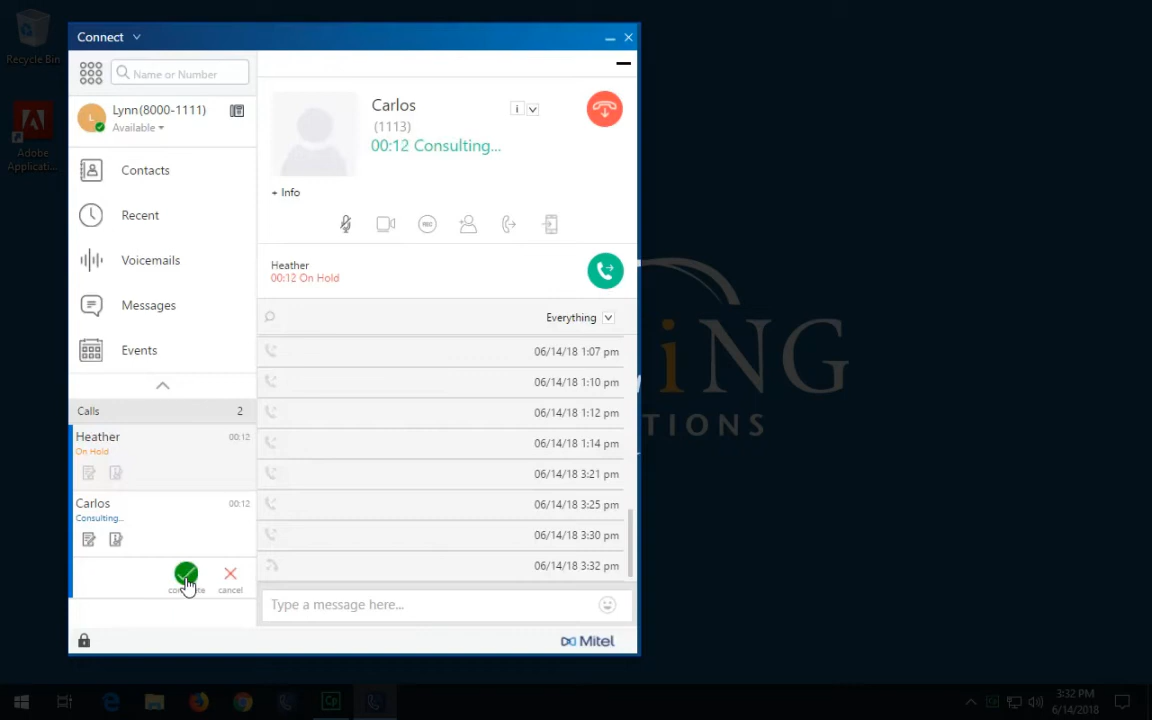 Recycle Bin
Adobe
Applicati...
Connect
Name or Number
Lynn(8000-1111)
L
Available
Contacts
Recent
Voicemails
Messages
Events
Calls 2
Heather 00:12
On Hold
Carlos 00:12
Consulting...
cancel
Carlos
i
(1113)
00:12 Consulting...
+ Info
REC
Heather
00:12 On Hold
Everything
06/14/18 1:07 pm
06/14/18 1:10 pm
06/14/18 1:12 pm
06/14/18 1:14 pm
06/14/18 3:21 pm
06/14/18 3:25 pm
06/14/18 3:30 pm
06/14/18 3:32 pm
Type a message here...
Mitel
iNG
TIONS
Cp
3:32 PM
6/14/2018